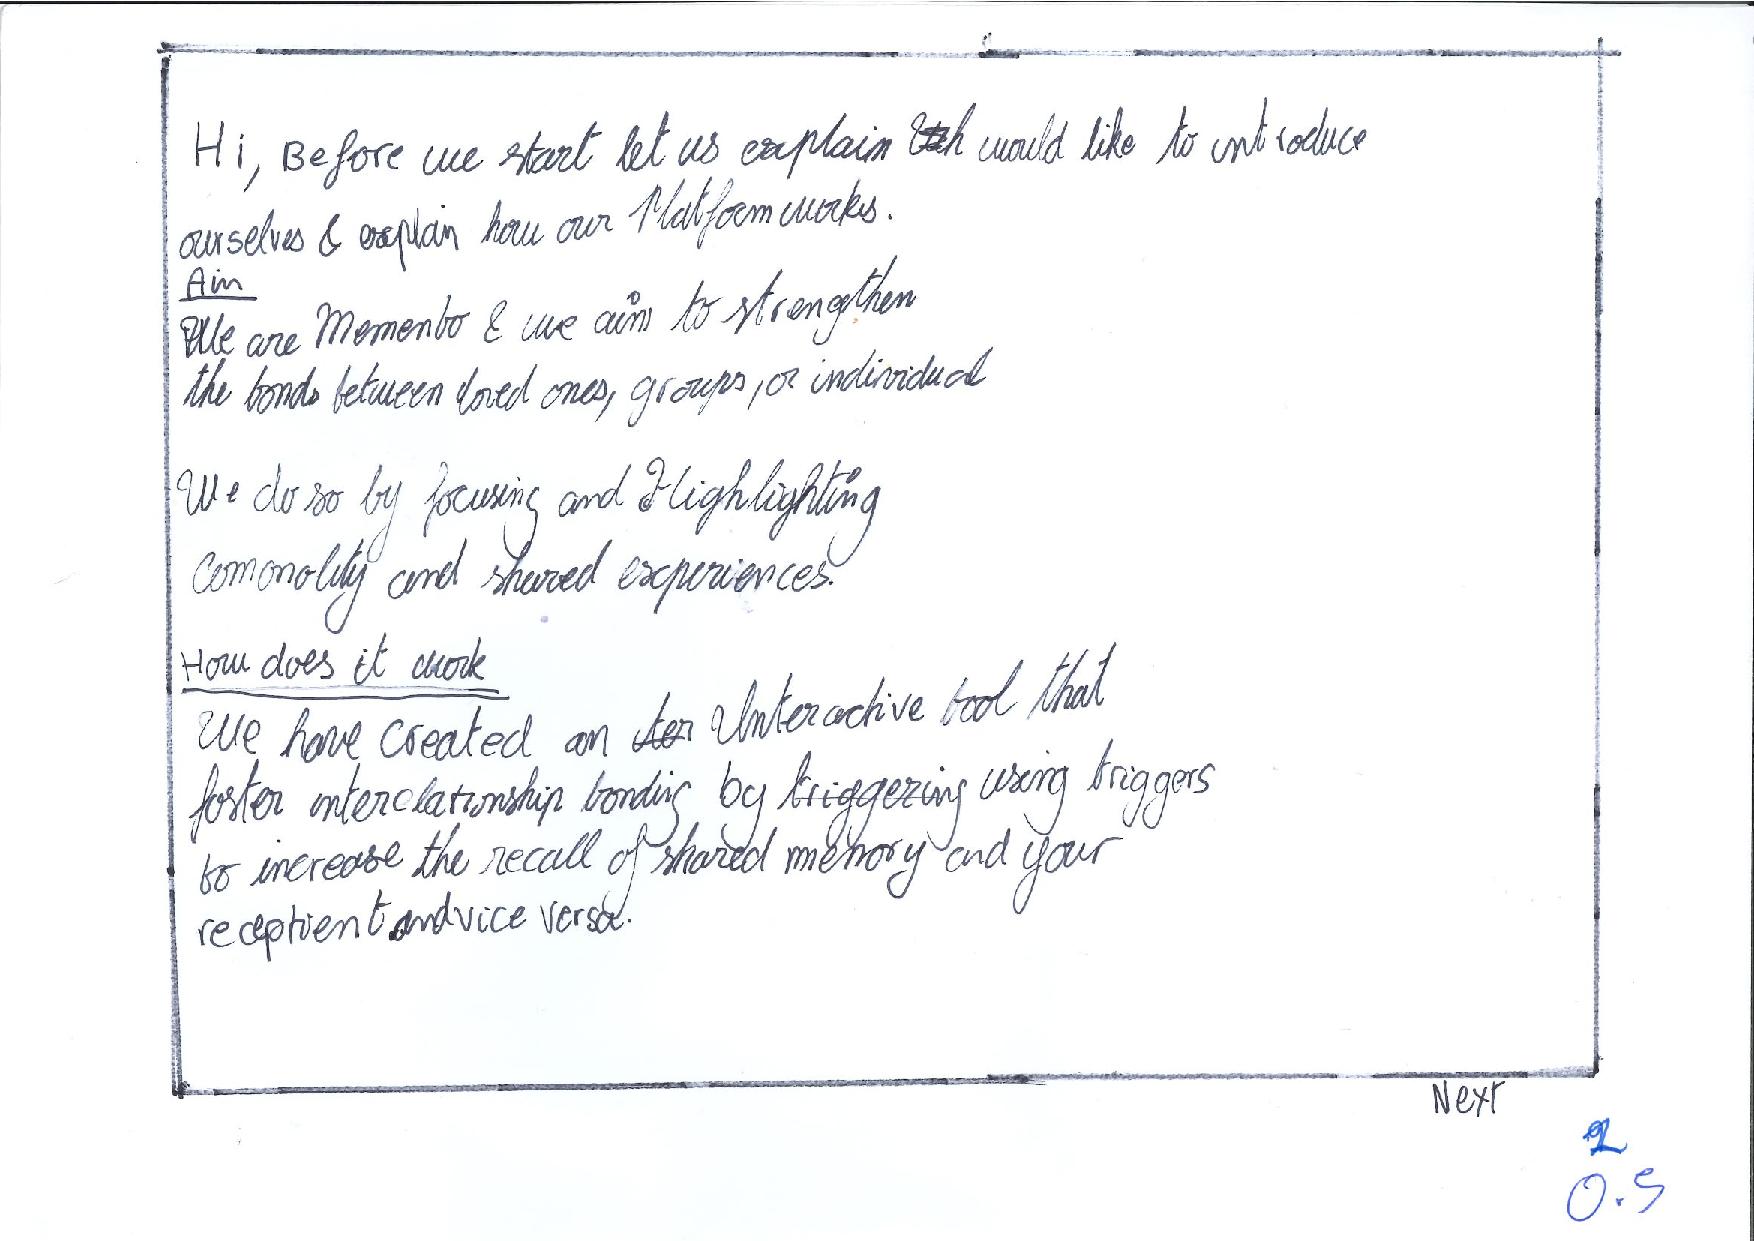 Hi, Before we start let us explain would like to introduce
ourselves & explain how our Platform works.
Aim
We are Memento & we aim to strengthen
the bonds between loved ones, groups, or individual
We do so by focusing and Highlighting
Comonality and shared experiences.
How does it work
We have created an Interactive tool that
foster interelationship bonding by triggering using triggers
to increase the recall of shared memory and your
receptient and vice versa.
Next
2
0.5